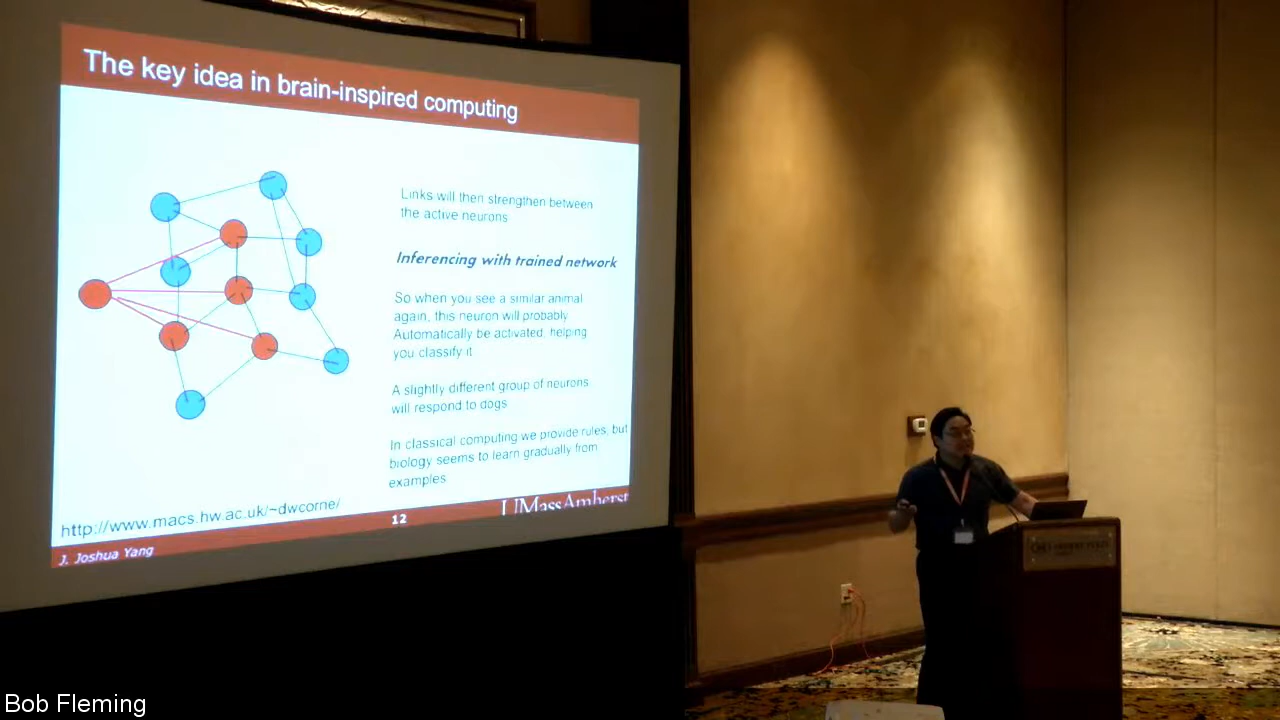 The key idea in brain-inspired computing
Links will then strengthen between
the active neurons
Inferencing with trained network
So when you see a similar animal
again, this neuron will probably
Automatically be activated, helping
you classify it
A slightly different group of neurons
will respond to dogs
In classical computing we provide rules, but
biology seems to learn gradually from
examples
http://www.macs.hw.ac.uk/~dwcorne/
12
UMassAmherst
J. Joshua Yang
Bob Fleming